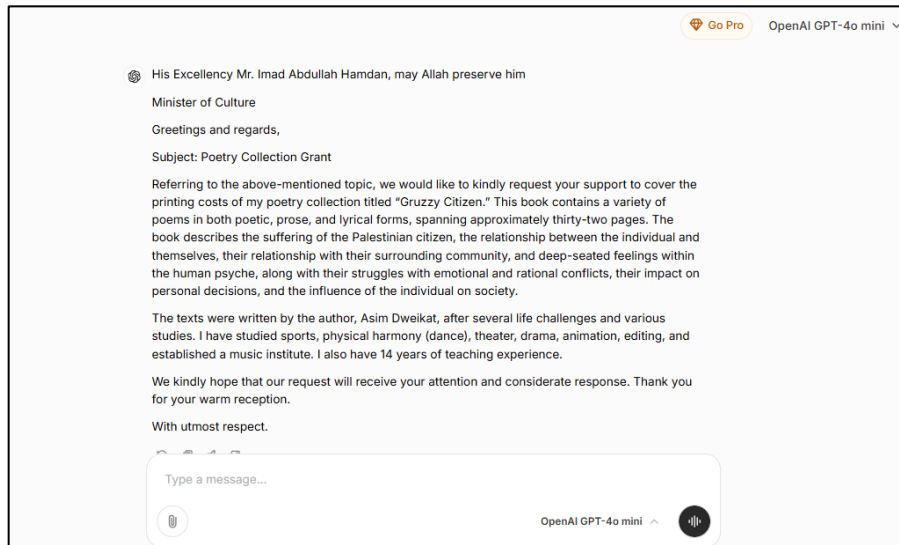 Go Pro
OpenAI GPT-4o mini
His Excellency Mr. Imad Abdullah Hamdan, may Allah preserve him
Minister of Culture
Greetings and regards,
Subject: Poetry Collection Grant
Referring to the above-mentioned topic, we would like to kindly request your support to cover the
printing costs of my poetry collection titled “Gruzzy Citizen.” This book contains a variety of
poems in both poetic, prose, and lyrical forms, spanning approximately thirty-two pages. The
book describes the suffering of the Palestinian citizen, the relationship between the individual and
themselves, their relationship with their surrounding community, and deep-seated feelings within
the human psyche, along with their struggles with emotional and rational conflicts, their impact on
personal decisions, and the influence of the individual on society.
The texts were written by the author, Asim Dweikat, after several life challenges and various
studies. I have studied sports, physical harmony (dance), theater, drama, animation, editing, and
established a music institute. I also have 14 years of teaching experience.
We kindly hope that our request will receive your attention and considerate response. Thank you
for your warm reception.
With utmost respect.
Type a message...
OpenAI GPT-4o mini